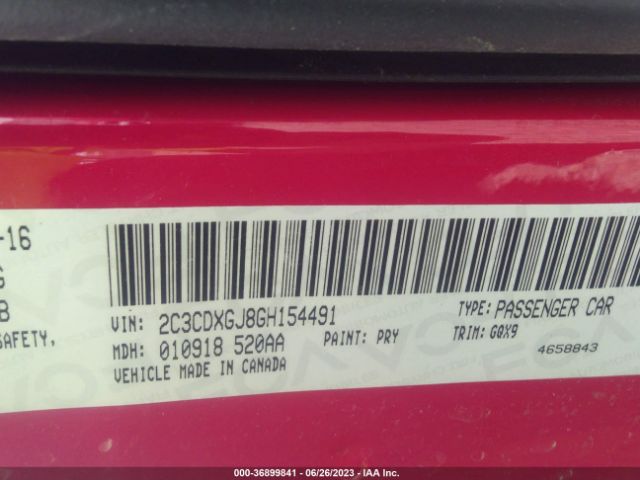 -16
G
B
SAFETY,
VIN: 2C3CDXGJ8GH154491
TYPE: PASSENGER CAR
MDH: 010918 520AA
PAINT: PRY
TRIM: GQX9
VEHICLE MADE IN CANADA
4658843
000-36899841 - 06/26/2023 - IAA Inc.